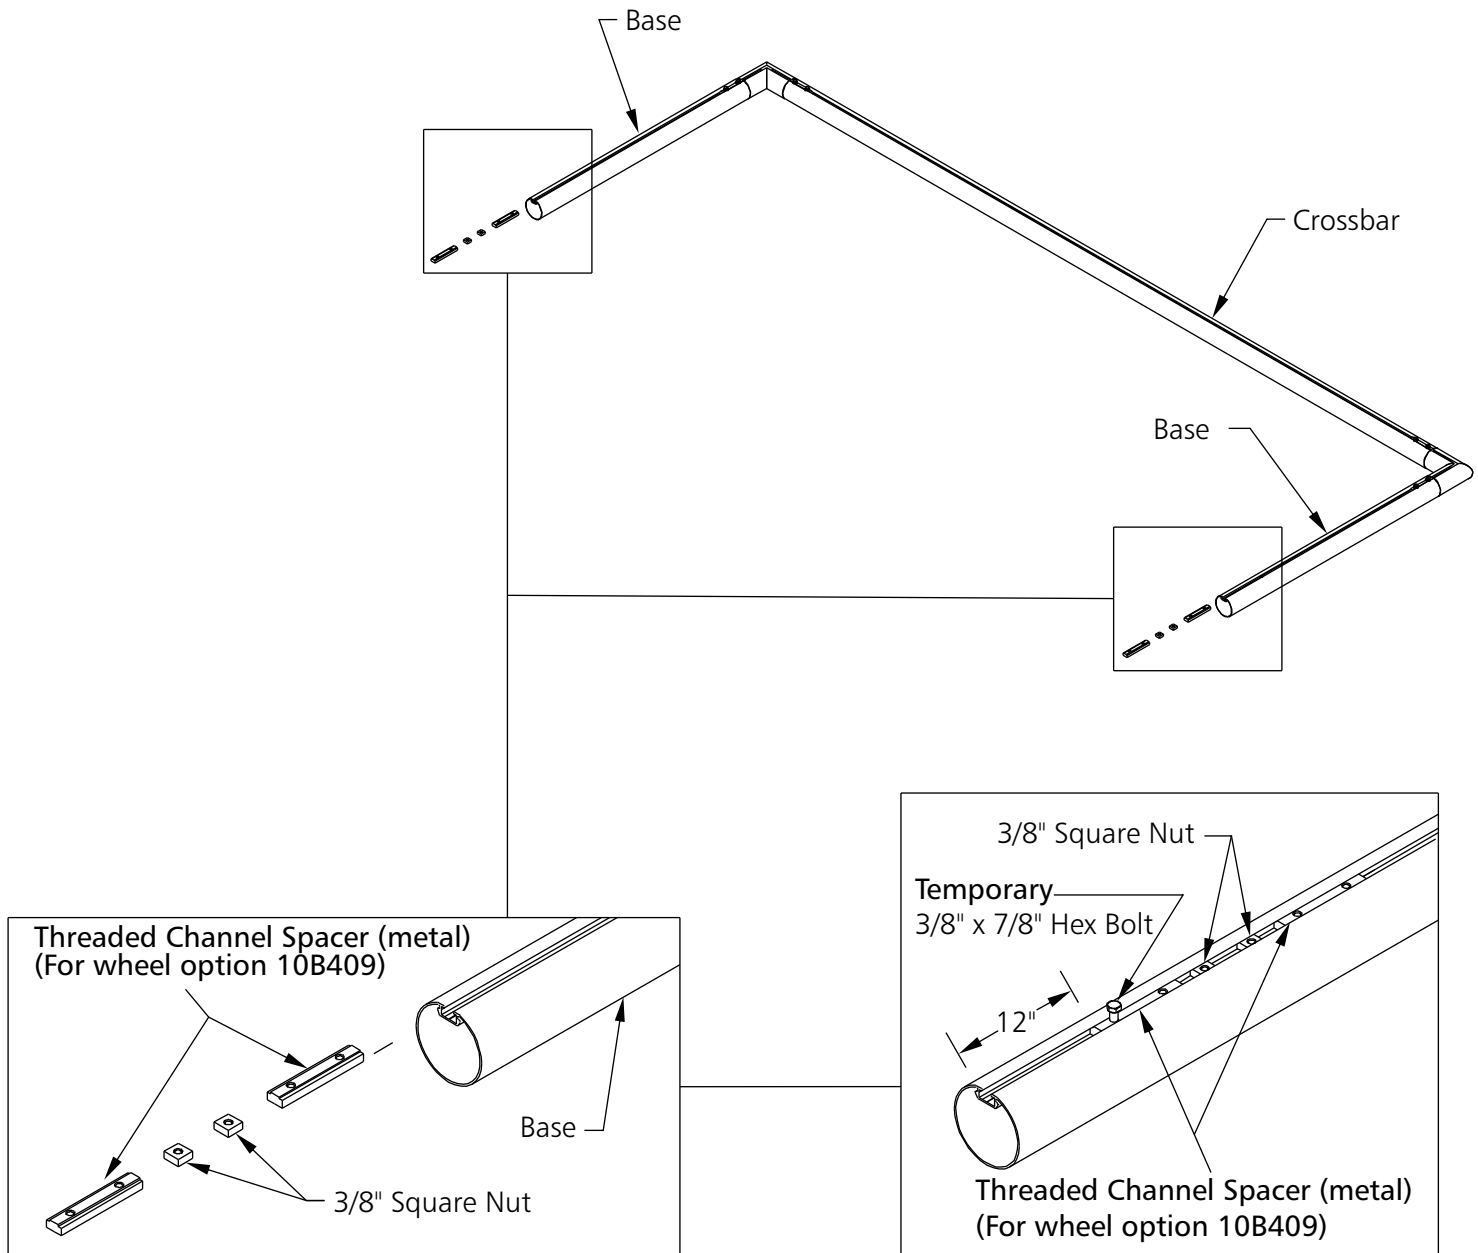 Base
Crossbar
Base
3/8" Square Nut
Temporary
3/8" x 7/8" Hex Bolt
12"
Threaded Channel Spacer (metal)
(For wheel option 10B409)
Threaded Channel Spacer (metal)
(For wheel option 10B409)
Base
3/8" Square Nut